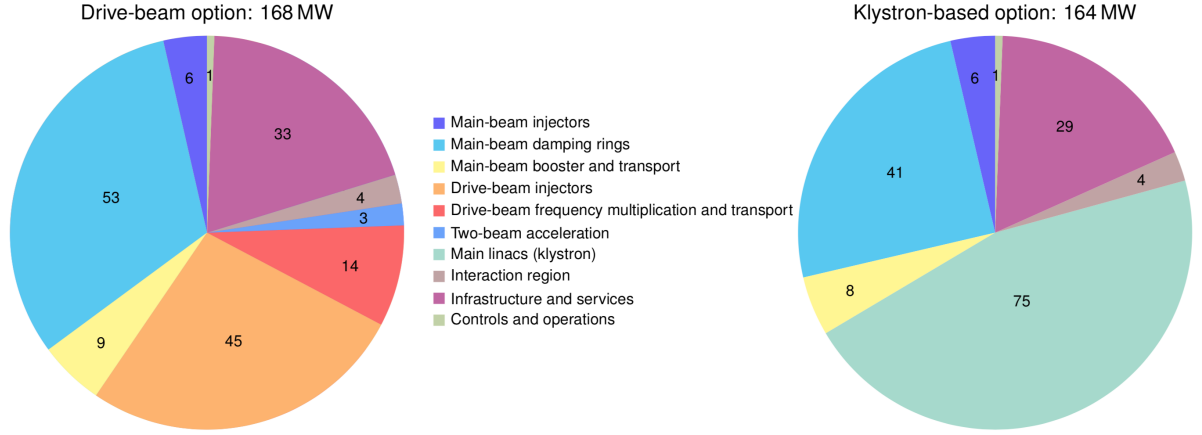 Drive-beam option: 168 MW
6
1
33
53
4
3
14
9
45
Main-beam injectors
Main-beam damping rings
Main-beam booster and transport
Drive-beam injectors
Drive-beam frequency multiplication and transport
Two-beam acceleration
Main linacs (klystron)
Interaction region
Infrastructure and services
Controls and operations
Klystron-based option: 164 MW
6
1
29
41
4
8
75